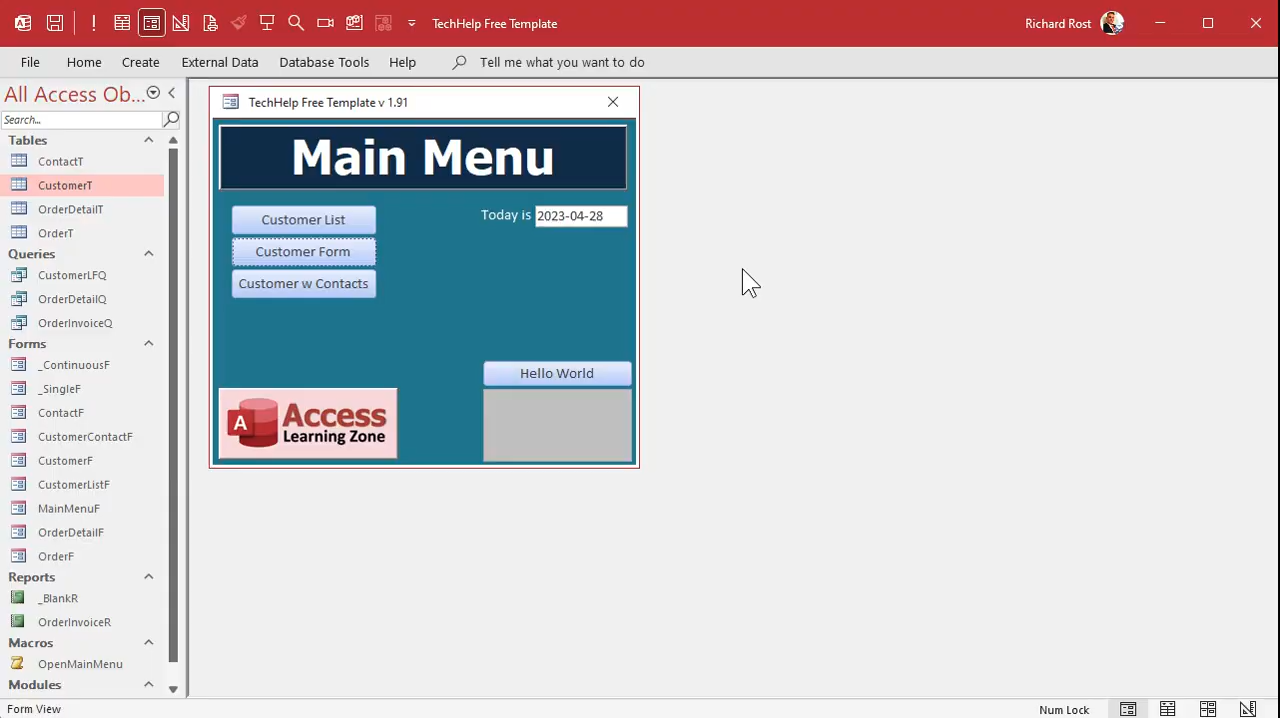 TechHelp Free Template
Richard Rost
File Home Create External Data Database Tools Help Tell me what you want to do
All Access Ob...
Search...
Tables
ContactT
CustomerT
OrderDetailT
OrderT
Queries
CustomerLFQ
OrderDetailQ
OrderInvoiceQ
Forms
_ContinuousF
_SingleF
ContactF
CustomerContactF
CustomerF
CustomerListF
MainMenuF
OrderDetailF
OrderF
Reports
_BlankR
OrderInvoiceR
Macros
OpenMainMenu
Modules
TechHelp Free Template v 1.91
Main Menu
Customer List
Today is 2023-04-28
Customer Form
Customer w Contacts
Hello World
A Access
Learning Zone
Form View
Num Lock